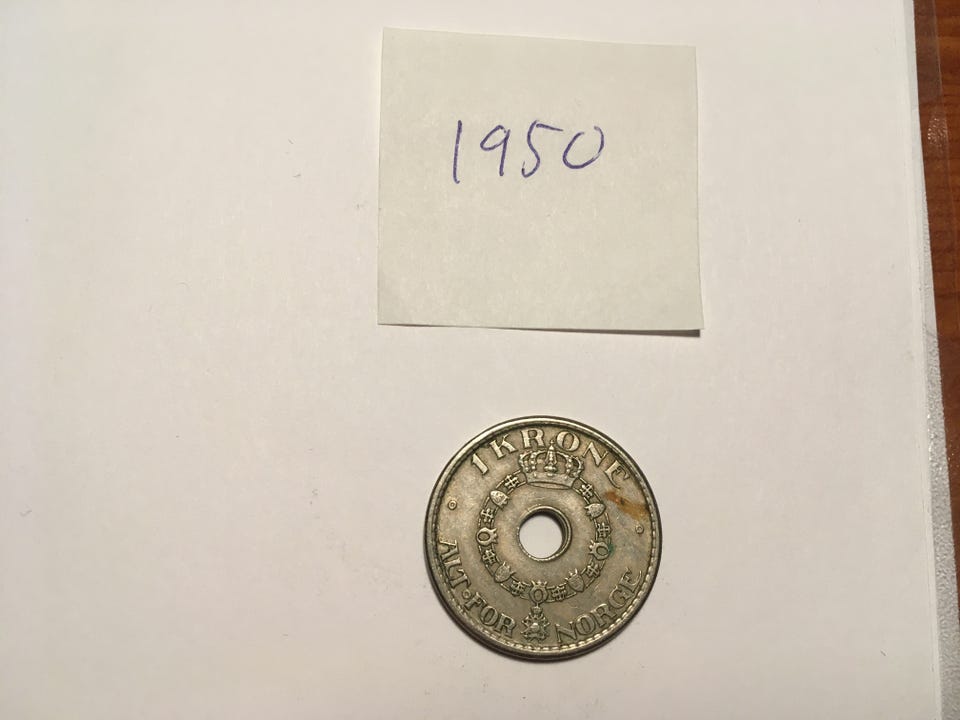 1950
1 KRONE
ALT FOR NORGE